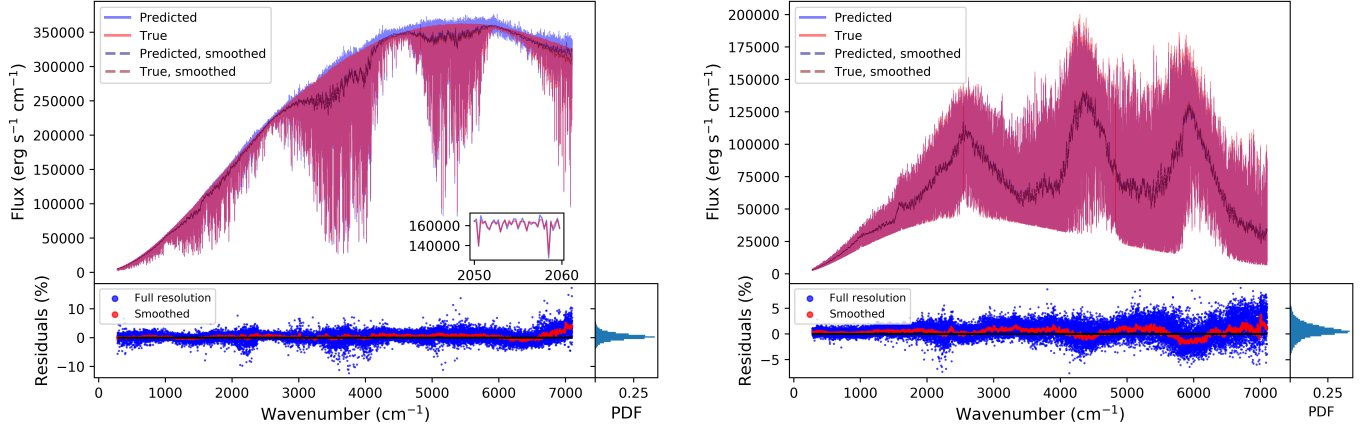 Flux (erg s⁻¹ cm⁻¹)
350000
300000
250000
200000
150000
100000
50000
0
Predicted
True
Predicted, smoothed
True, smoothed
160000
140000
2050
2060
Residuals (%)
10
0
−10
Full resolution
Smoothed
0
1000
2000
3000
4000
5000
6000
7000
0.25
Wavenumber (cm⁻¹)
PDF
Flux (erg s⁻¹ cm⁻¹)
200000
175000
150000
125000
100000
75000
50000
25000
0
Predicted
True
Predicted, smoothed
True, smoothed
Residuals (%)
5
0
−5
Full resolution
Smoothed
0
1000
2000
3000
4000
5000
6000
7000
0.25
Wavenumber (cm⁻¹)
PDF